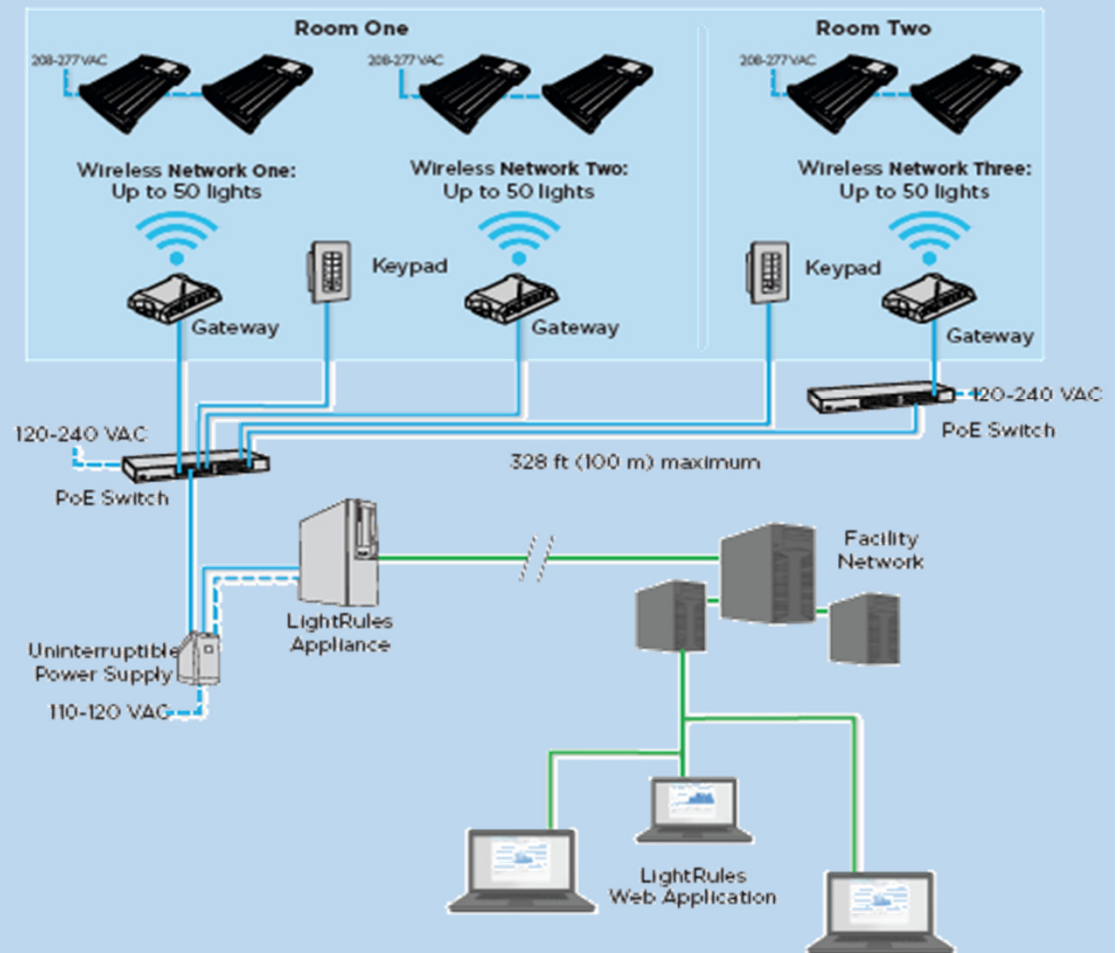 Room One
Room Two
208-277 VAC
208-277 VAC
208-277 VAC
Wireless Network One:
Up to 50 lights
Wireless Network Two:
Up to 50 lights
Wireless Network Three:
Up to 50 lights
Keypad
Keypad
Gateway
Gateway
Gateway
120-240 VAC
PoE Switch
120-240 VAC
328 ft (100 m) maximum
PoE Switch
Facility
Network
LightRules
Appliance
Uninterruptible
Power Supply
110-120 VAC
LightRules
Web Application